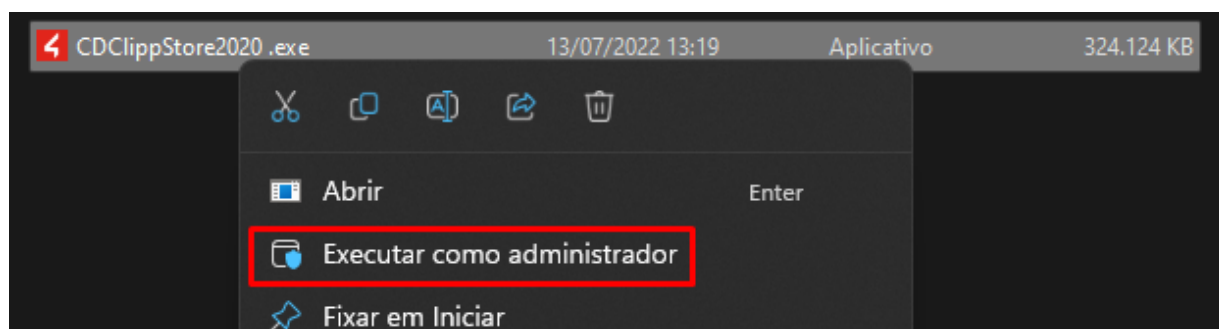 CDClippStore2020 .exe 13/07/2022 13:19 Aplicativo 324.124 KB
Abrir Enter
Executar como administrador
Fixar em Iniciar